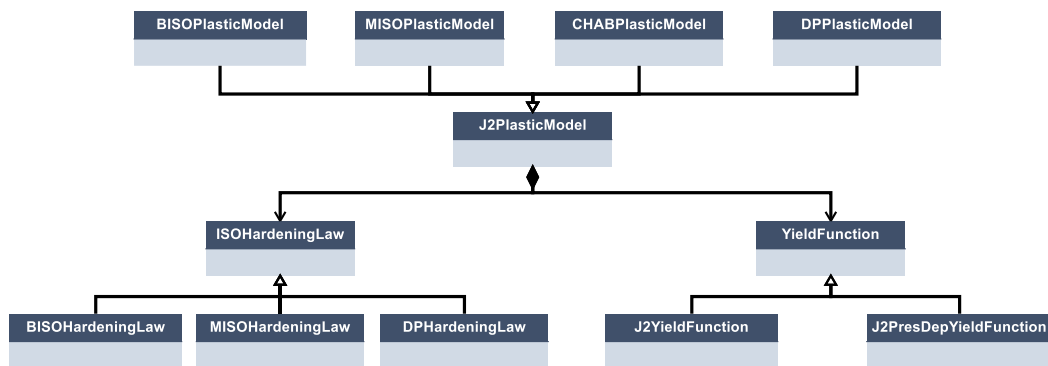 BISOPlasticModel
MISOPlasticModel
CHABPlasticModel
DPPlasticModel
J2PlasticModel
ISOHardeningLaw
YieldFunction
BISOHardeningLaw
MISOHardeningLaw
DPHardeningLaw
J2YieldFunction
J2PresDepYieldFunction